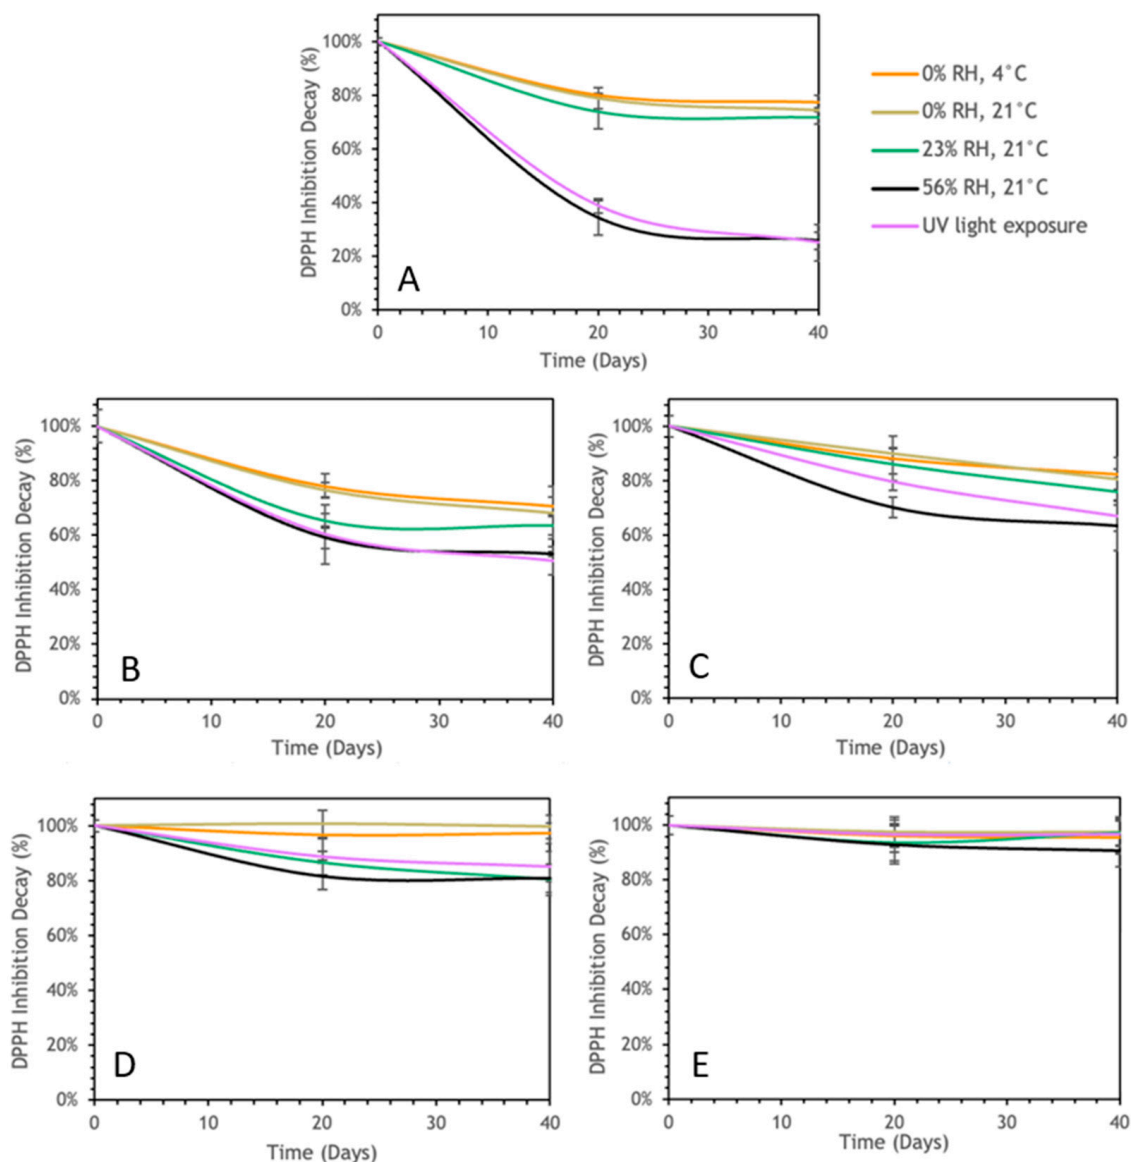 DPPH Inhibition Decay (%)
100%
80%
60%
40%
20%
0%
A
0
10
20
30
40
Time (Days)
0% RH, 4°C
0% RH, 21°C
23% RH, 21°C
56% RH, 21°C
UV light exposure
DPPH Inhibition Decay (%)
100%
80%
60%
40%
20%
0%
B
0
10
20
30
40
Time (Days)
DPPH Inhibition Decay (%)
100%
80%
60%
40%
20%
0%
C
0
10
20
30
40
Time (Days)
DPPH Inhibition Decay (%)
100%
80%
60%
40%
20%
0%
D
0
10
20
30
40
Time (Days)
DPPH Inhibition Decay (%)
100%
80%
60%
40%
20%
0%
E
0
10
20
30
40
Time (Days)